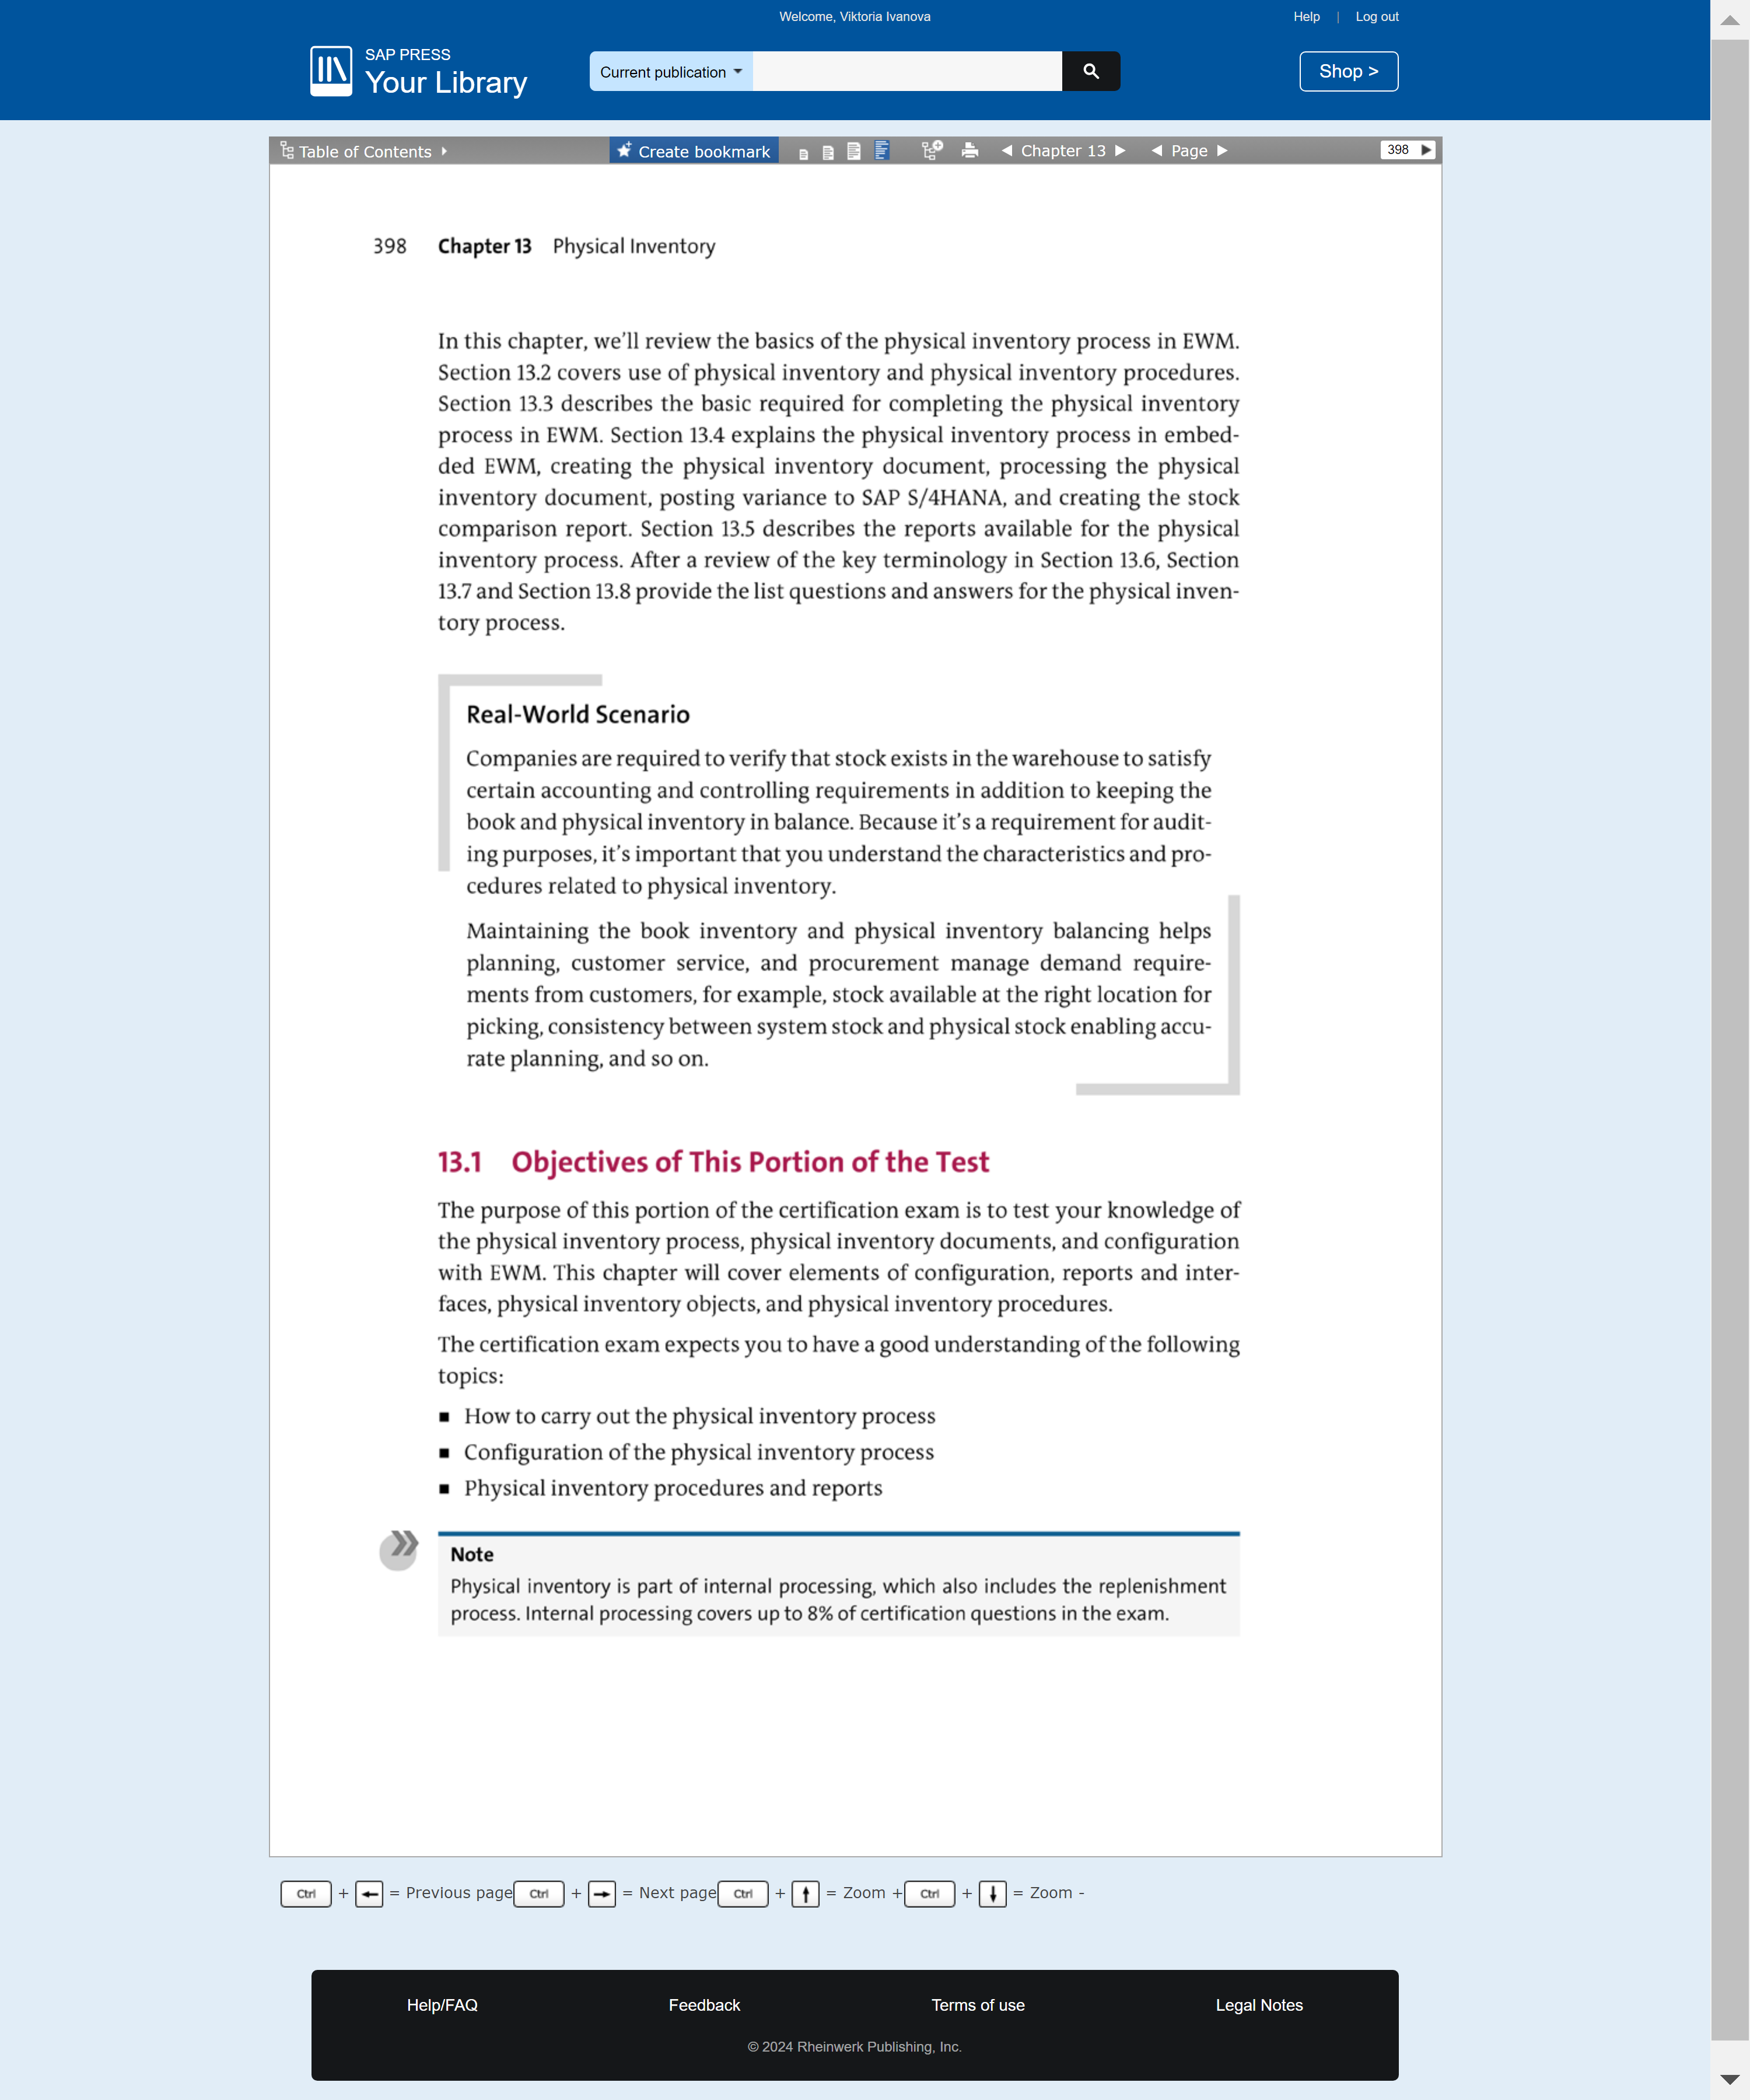 Welcome, Viktoria Ivanova
Help | Log out
SAP PRESS
Your Library
Current publication
Shop >
Table of Contents
Create bookmark
Chapter 13
Page
398
398 Chapter 13 Physical Inventory
In this chapter, we’ll review the basics of the physical inventory process in EWM.
Section 13.2 covers use of physical inventory and physical inventory procedures.
Section 13.3 describes the basic required for completing the physical inventory
process in EWM. Section 13.4 explains the physical inventory process in embed-
ded EWM, creating the physical inventory document, processing the physical
inventory document, posting variance to SAP S/4HANA, and creating the stock
comparison report. Section 13.5 describes the reports available for the physical
inventory process. After a review of the key terminology in Section 13.6, Section
13.7 and Section 13.8 provide the list questions and answers for the physical inven-
tory process.
Real-World Scenario
Companies are required to verify that stock exists in the warehouse to satisfy
certain accounting and controlling requirements in addition to keeping the
book and physical inventory in balance. Because it’s a requirement for audit-
ing purposes, it’s important that you understand the characteristics and pro-
cedures related to physical inventory.
Maintaining the book inventory and physical inventory balancing helps
planning, customer service, and procurement manage demand require-
ments from customers, for example, stock available at the right location for
picking, consistency between system stock and physical stock enabling accu-
rate planning, and so on.
13.1 Objectives of This Portion of the Test
The purpose of this portion of the certification exam is to test your knowledge of
the physical inventory process, physical inventory documents, and configuration
with EWM. This chapter will cover elements of configuration, reports and inter-
faces, physical inventory objects, and physical inventory procedures.
The certification exam expects you to have a good understanding of the following
topics:
■ How to carry out the physical inventory process
■ Configuration of the physical inventory process
■ Physical inventory procedures and reports
Note
Physical inventory is part of internal processing, which also includes the replenishment
process. Internal processing covers up to 8% of certification questions in the exam.
Ctrl + ← = Previous page Ctrl + → = Next page Ctrl + ↑ = Zoom + Ctrl + ↓ = Zoom -
Help/FAQ Feedback Terms of use Legal Notes
© 2024 Rheinwerk Publishing, Inc.